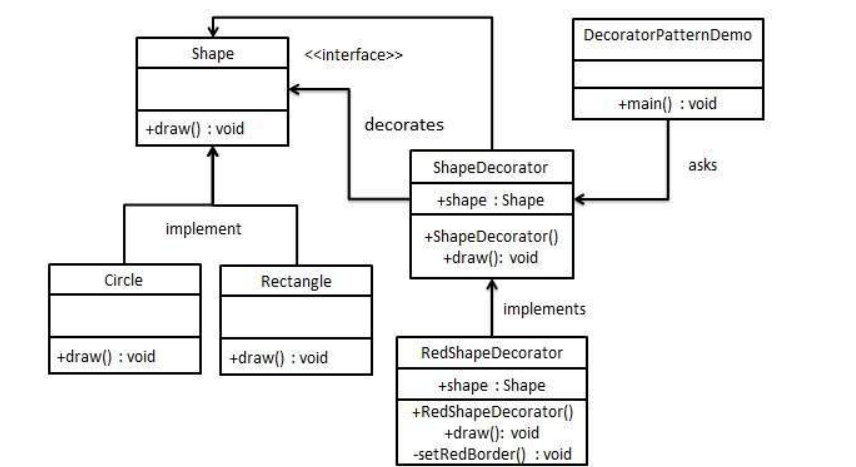 Shape
<<interface>>
+draw() : void
DecoratorPatternDemo
+main() : void
decorates
asks
ShapeDecorator
+shape : Shape
+ShapeDecorator()
+draw(): void
implement
Circle
+draw() : void
Rectangle
+draw() : void
implements
RedShapeDecorator
+shape : Shape
+RedShapeDecorator()
+draw(): void
-setRedBorder() : void